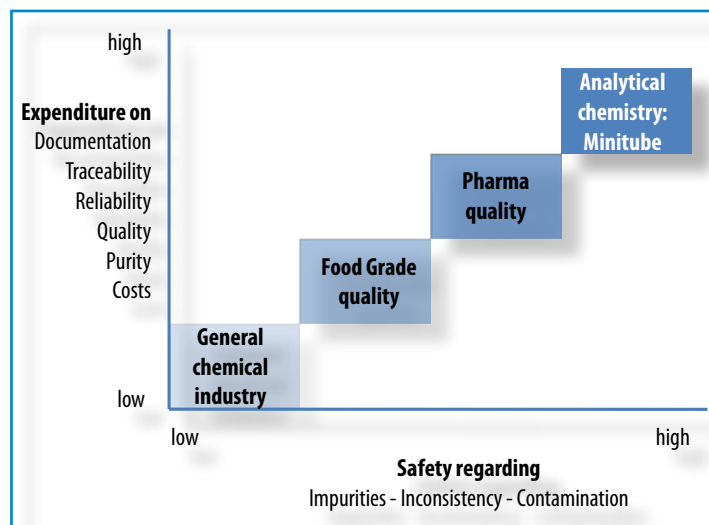 high
Expenditure on
Documentation
Traceability
Reliability
Quality
Purity
Costs
low
Analytical
chemistry:
Minitube
Pharma
quality
Food Grade
quality
General
chemical
industry
low
high
Safety regarding
Impurities - Inconsistency - Contamination